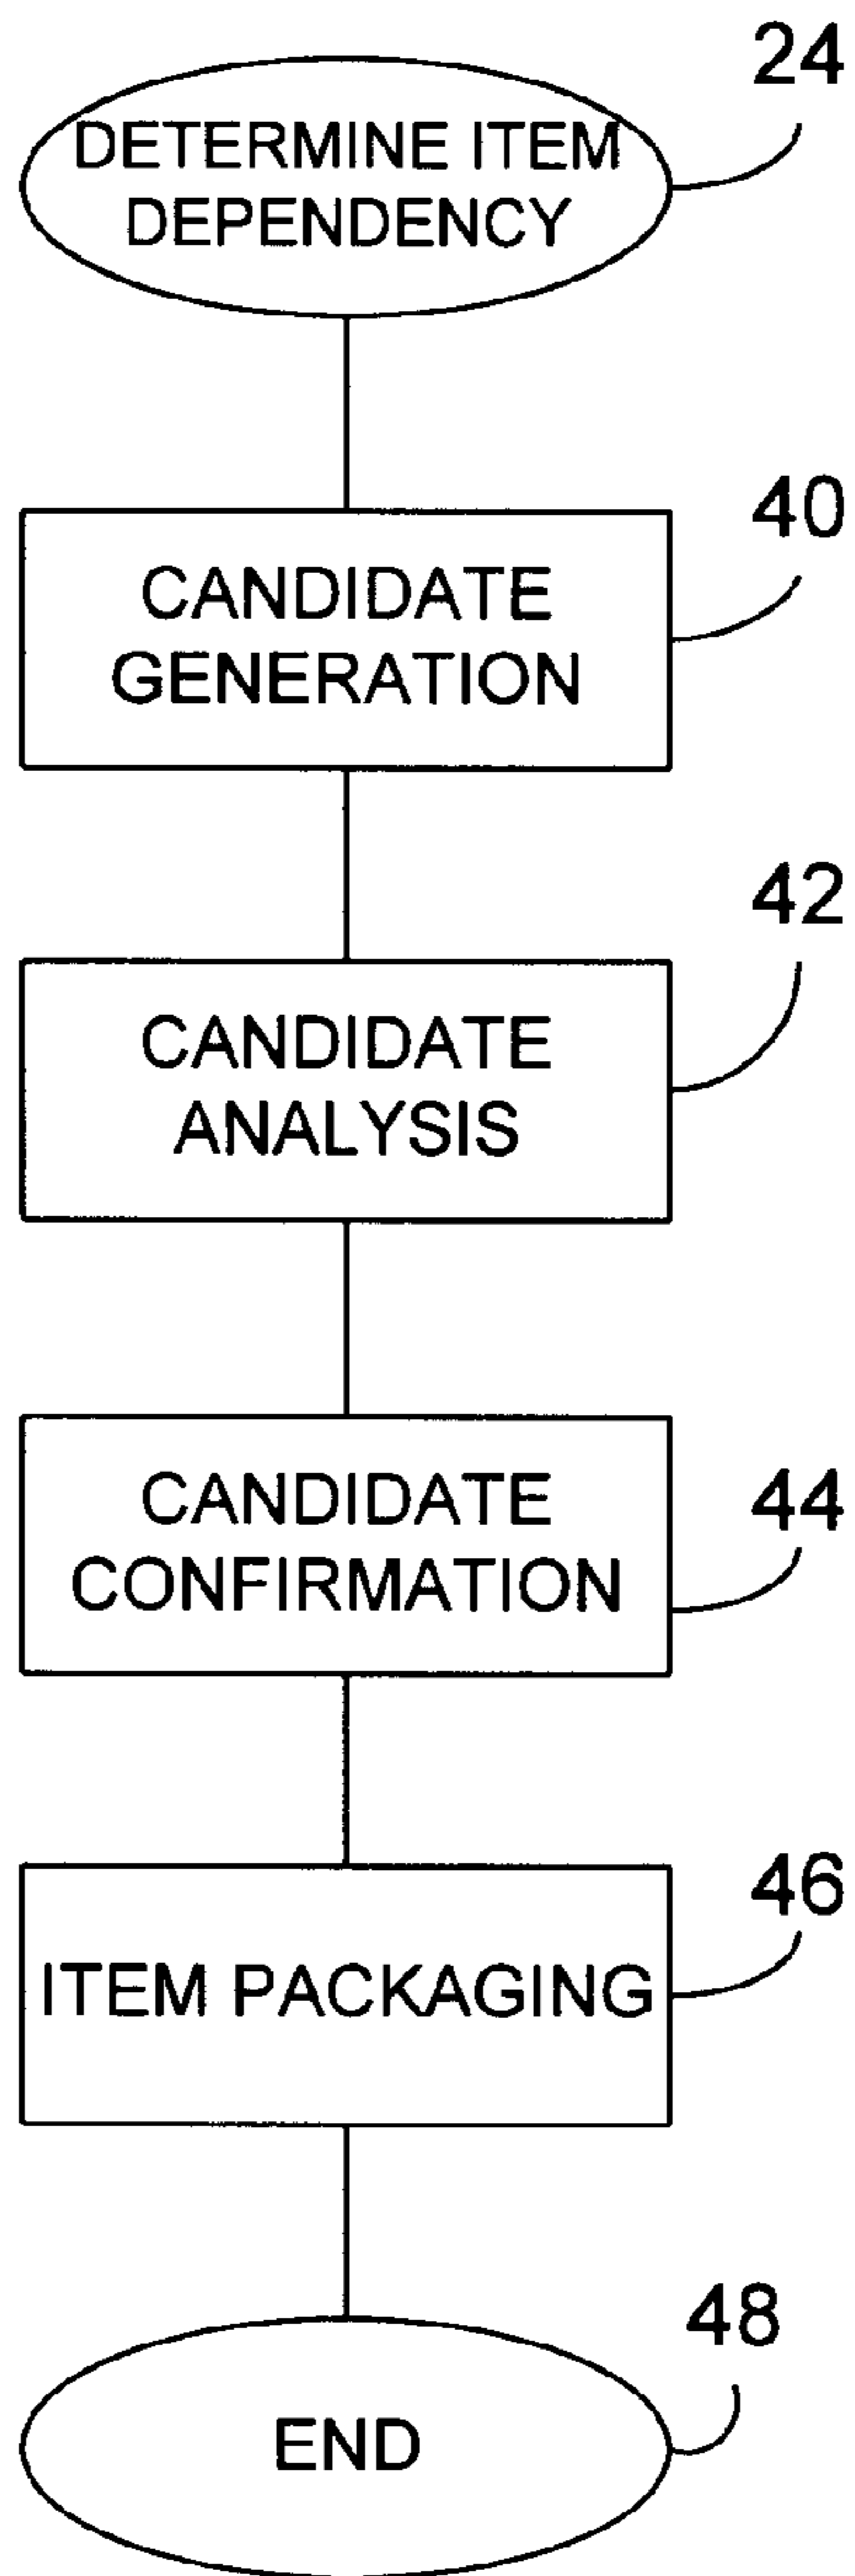 24
DETERMINE ITEM
DEPENDENCY
40
CANDIDATE
GENERATION
42
CANDIDATE
ANALYSIS
CANDIDATE
44
CONFIRMATION
46
ITEM PACKAGING
48
END